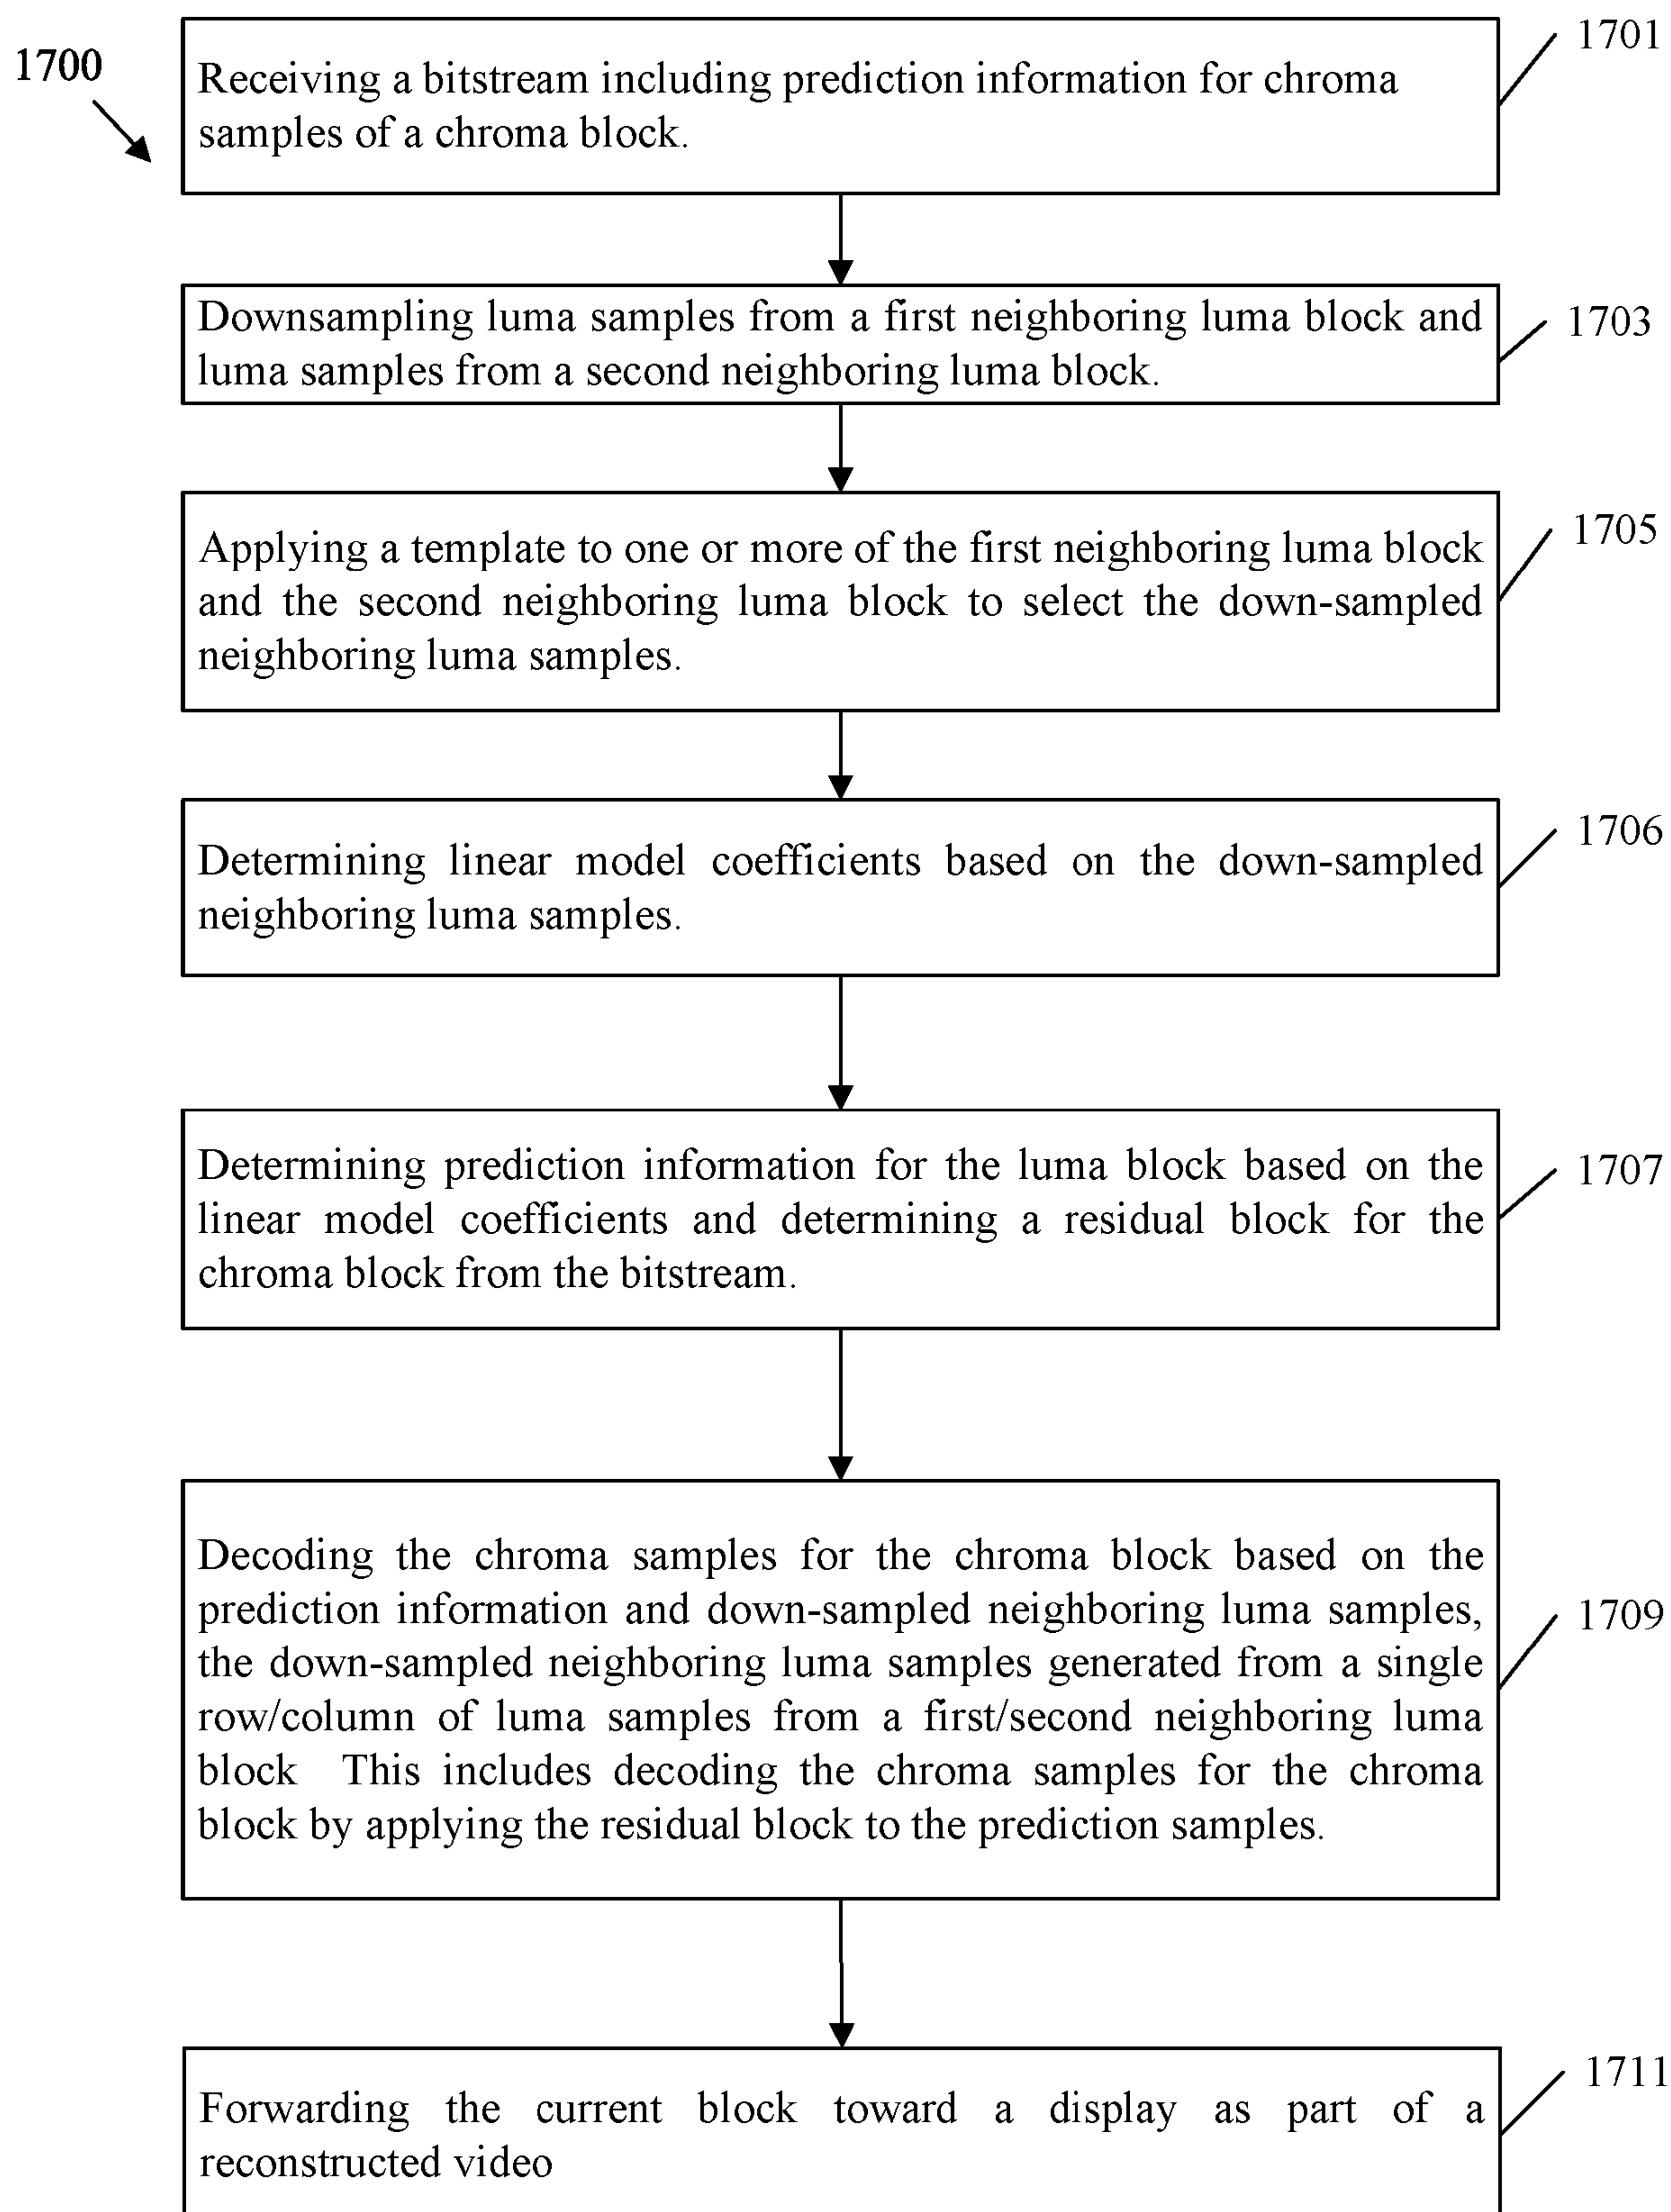 1700
1701
Receiving a bitstream including prediction information for chroma
samples of a chroma block.
1703
Downsampling luma samples from a first neighboring luma block and
luma samples from a second neighboring luma block.
1705
Applying a template to one or more of the first neighboring luma block
and the second neighboring luma block to select the down-sampled
neighboring luma samples.
1706
Determining linear model coefficients based on the down-sampled
neighboring luma samples.
1707
Determining prediction information for the luma block based on the
linear model coefficients and determining a residual block for the
chroma block from the bitstream.
1709
Decoding the chroma samples for the chroma block based on the
prediction information and down-sampled neighboring luma samples,
the down-sampled neighboring luma samples generated from a single
row/column of luma samples from a first/second neighboring luma
block This includes decoding the chroma samples for the chroma
block by applying the residual block to the prediction samples.
1711
Forwarding the current block toward a display as part of a
reconstructed video